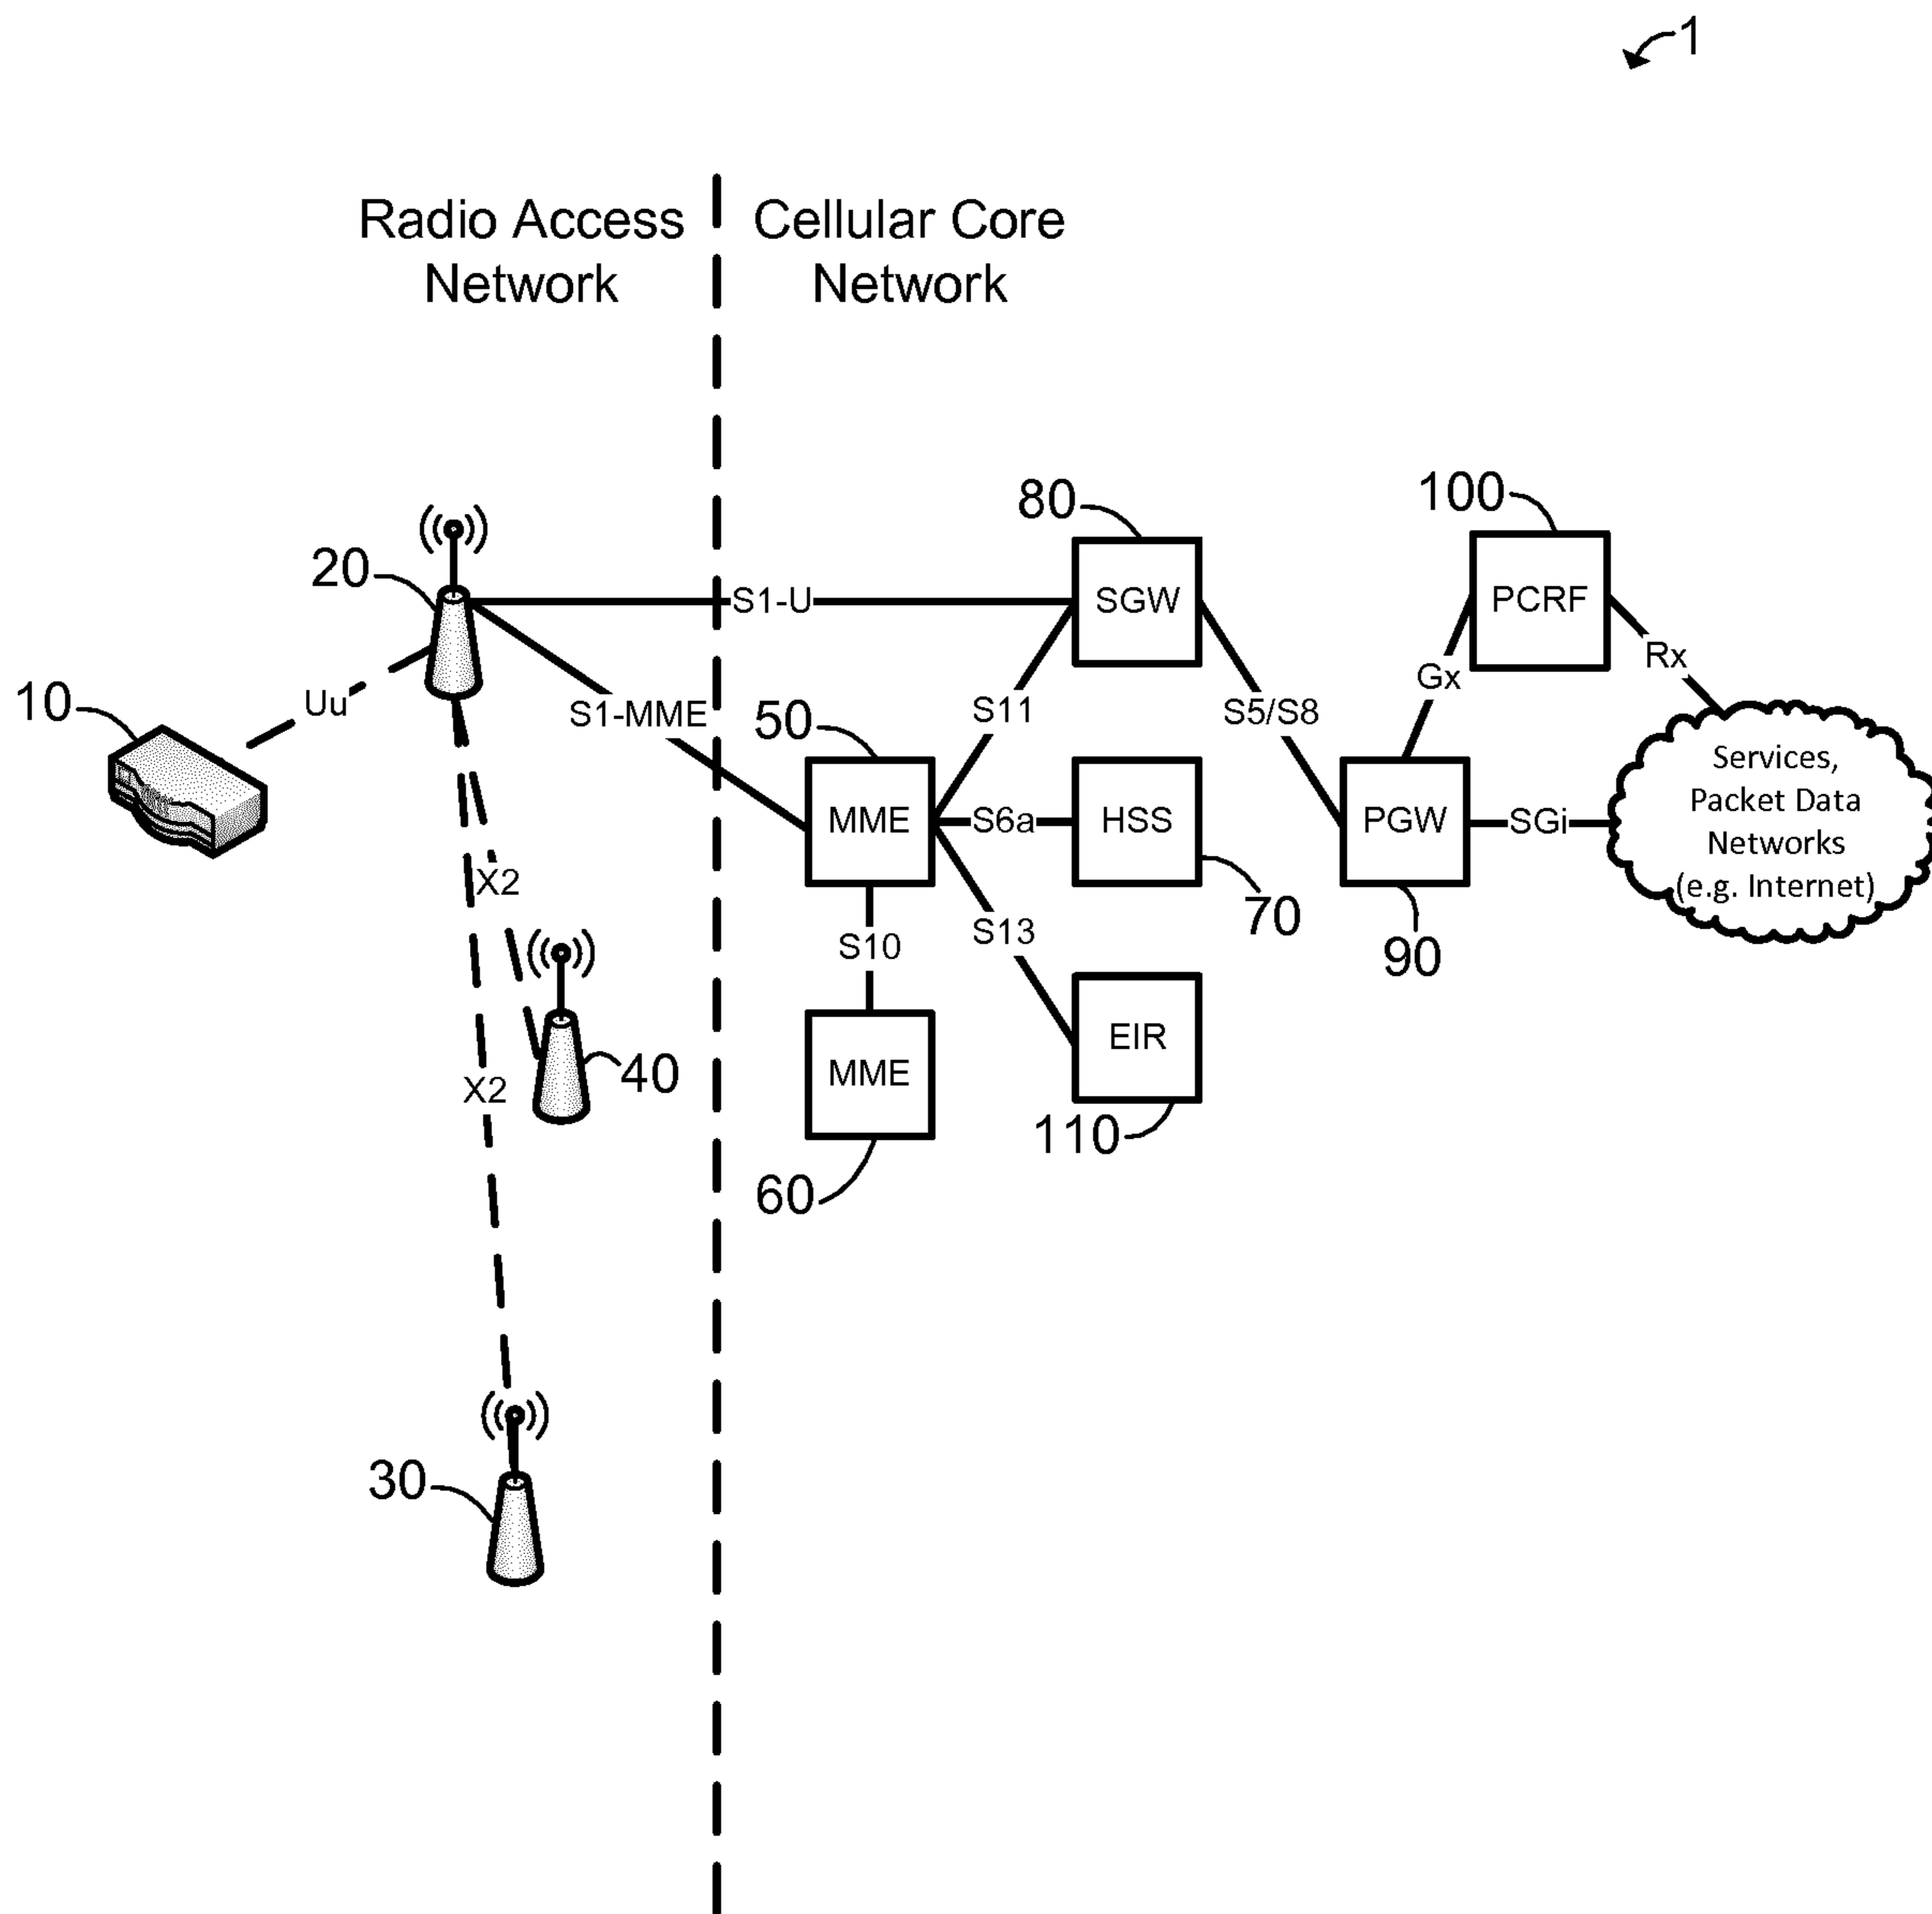 1
Radio Access
Network
Cellular Core
Network
80
100
20
SGW
PCRF
S1-U
Rx
Gx
10
Uu
S1-MME
50
S11
S5/S8
MME
S6a
HSS
PGW
SGi
Services,
Packet Data
Networks
(e.g. Internet)
X2
70
S10
S13
90
EIR
X2
40
MME
110
60
30